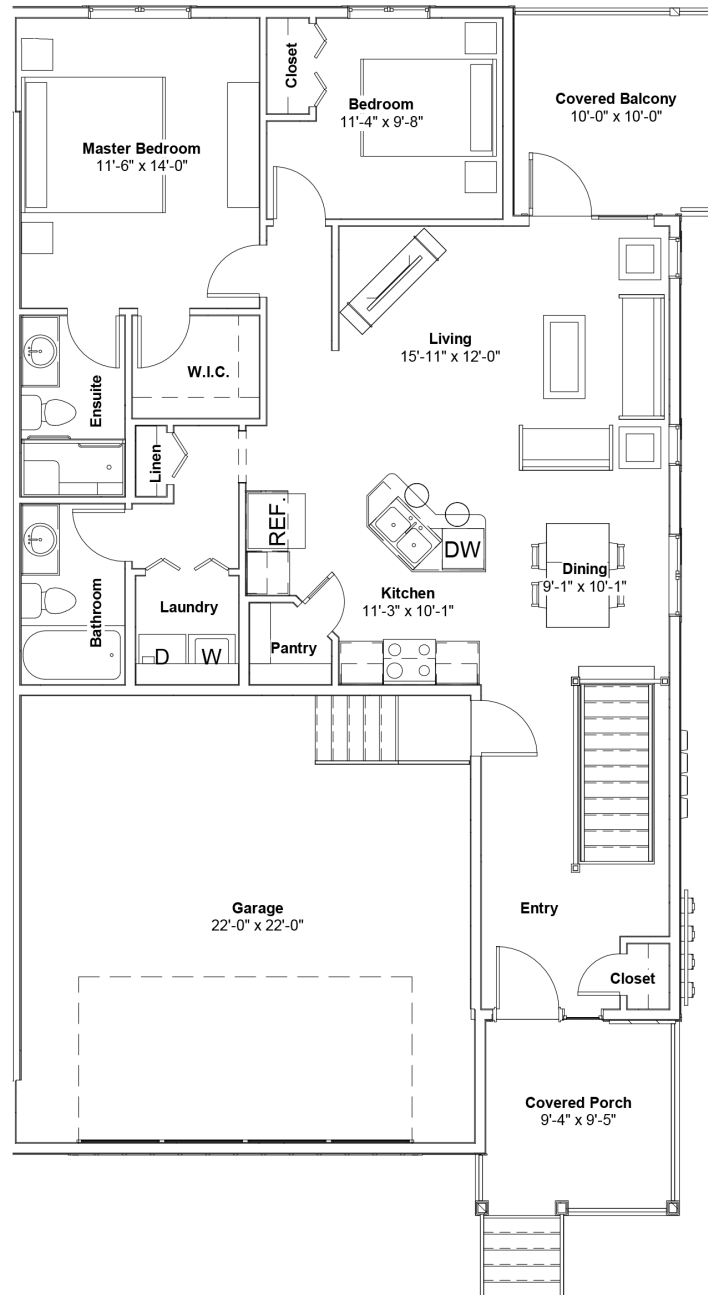 Closet
Bedroom
11'-4" x 9'-8"
Covered Balcony
10'-0" x 10'-0"
Master Bedroom
11'-6" x 14'-0"
Living
15'-11" x 12'-0"
W.I.C.
Ensuite
Linen
REF.
DW
Dining
9'-1" x 10'-1"
Kitchen
11'-3" x 10'-1"
Laundry
Bathroom
Pantry
D
W
Garage
22'-0" x 22'-0"
Entry
Closet
Covered Porch
9'-4" x 9'-5"